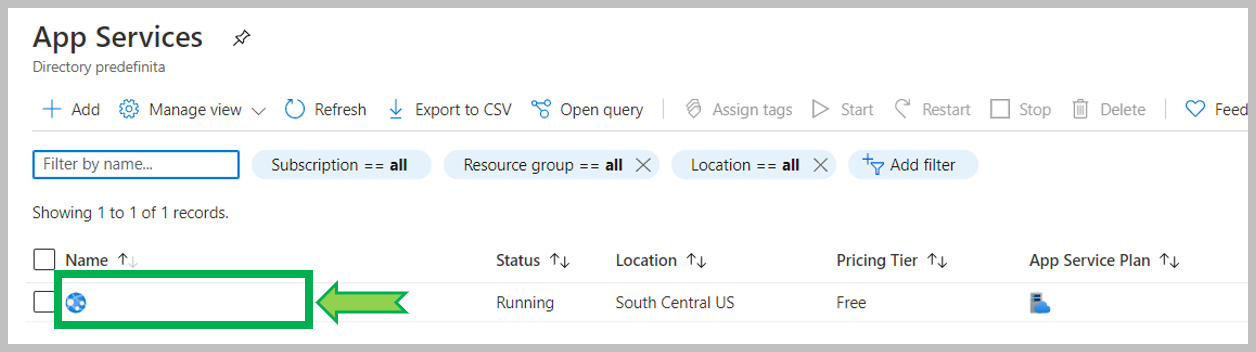 App Services
Directory predefinita
Add Manage view Refresh Export to CSV Open query Assign tags Start Restart Stop Delete Feed
Filter by name... Subscription == all Resource group == all Location == all Add filter
Showing 1 to 1 of 1 records.
Name Status Location Pricing Tier App Service Plan
Running South Central US Free